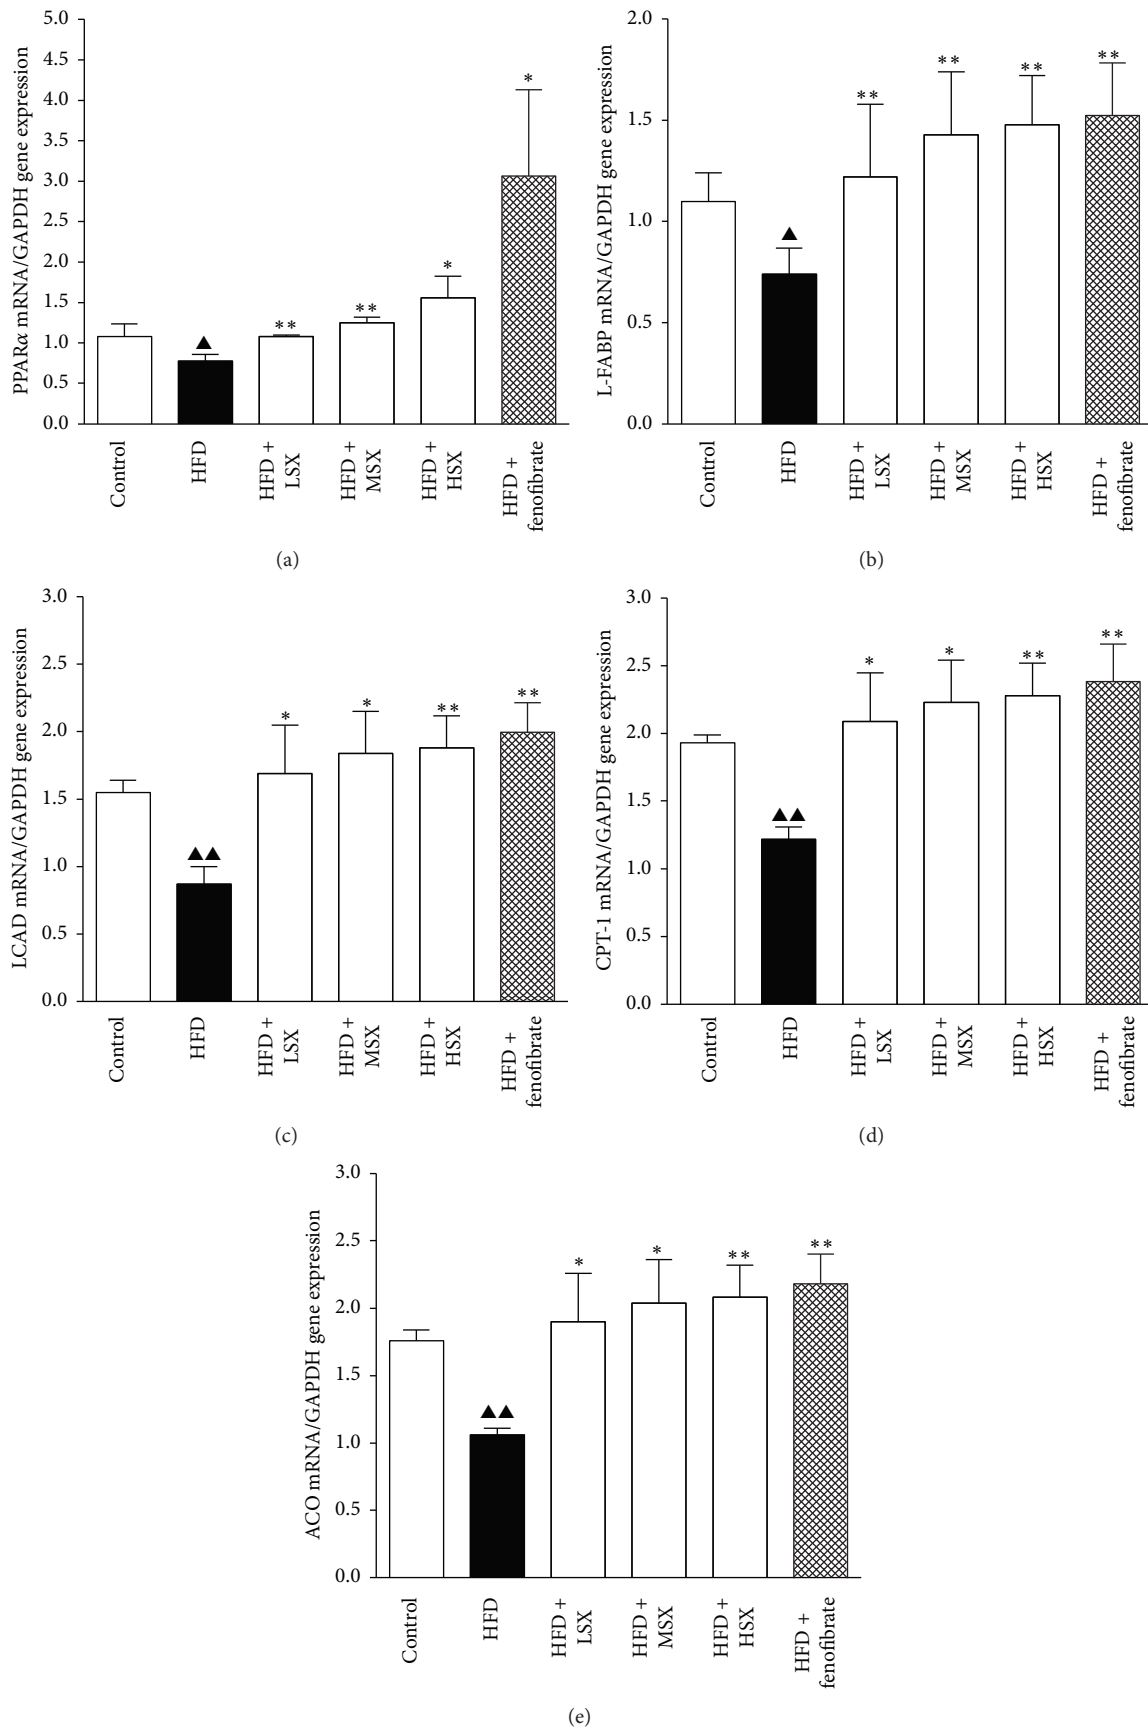 PPARα mRNA/GAPDH gene expression
5.0
4.5
4.0
3.5
3.0
2.5
2.0
1.5
1.0
0.5
0.0
*
*
**
**
▲
Control
HFD
HFD +
LSX
HFD +
MSX
HFD +
HSX
HFD +
fenofibrate
(a)
L-FABP mRNA/GAPDH gene expression
2.0
1.5
1.0
0.5
0.0
▲
**
**
**
**
Control
HFD
HFD +
LSX
HFD +
MSX
HFD +
HSX
HFD +
fenofibrate
(b)
LCAD mRNA/GAPDH gene expression
3.0
2.5
2.0
1.5
1.0
0.5
0.0
▲▲
*
*
**
**
Control
HFD
HFD +
LSX
HFD +
MSX
HFD +
HSX
HFD +
fenofibrate
(c)
CPT-1 mRNA/GAPDH gene expression
3.0
2.5
2.0
1.5
1.0
0.5
0.0
▲▲
*
*
**
**
Control
HFD
HFD +
LSX
HFD +
MSX
HFD +
HSX
HFD +
fenofibrate
(d)
ACO mRNA/GAPDH gene expression
3.0
2.5
2.0
1.5
1.0
0.5
0.0
▲▲
*
*
**
**
Control
HFD
HFD +
LSX
HFD +
MSX
HFD +
HSX
HFD +
fenofibrate
(e)